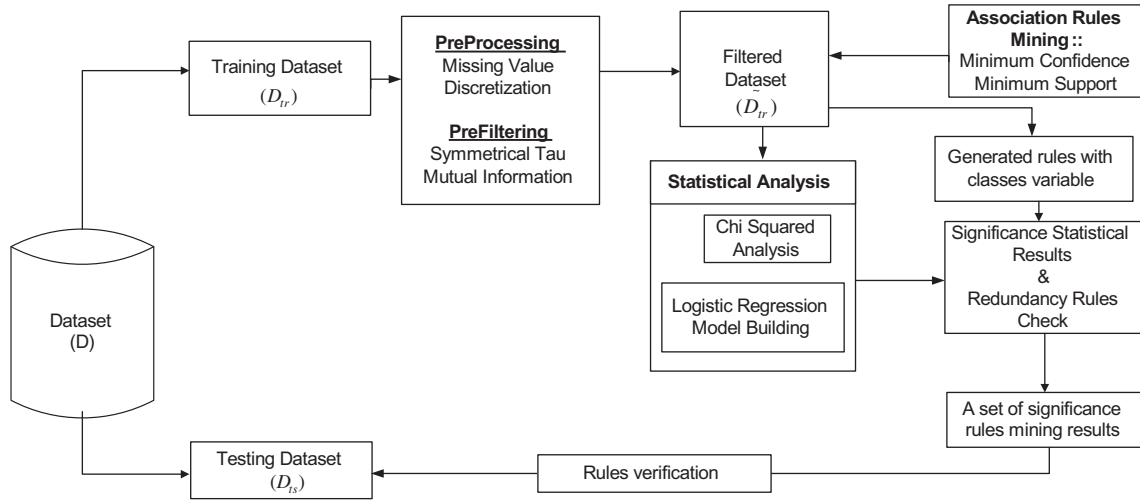 Training Dataset
(D_tr)
PreProcessing
Missing Value
Discretization
PreFiltering
Symmetrical Tau
Mutual Information
Filtered
Dataset
(D̃_tr)
Association Rules
Mining ::
Minimum Confidence
Minimum Support
Generated rules with
classes variable
Statistical Analysis
Chi Squared
Analysis
Logistic Regression
Model Building
Significance Statistical
Results
&
Redundancy Rules
Check
Dataset
(D)
A set of significance
rules mining results
Testing Dataset
(D_ts)
Rules verification